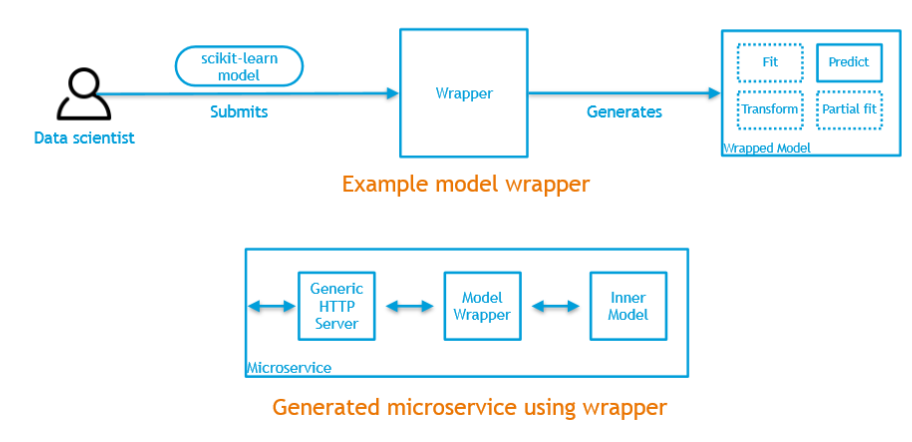 scikit-learn
model
Submits
Data scientist
Wrapper
Generates
Fit
Predict
Transform
Partial fit
Wrapped Model
Example model wrapper
Generic
HTTP
Server
Model
Wrapper
Inner
Model
Microservice
Generated microservice using wrapper